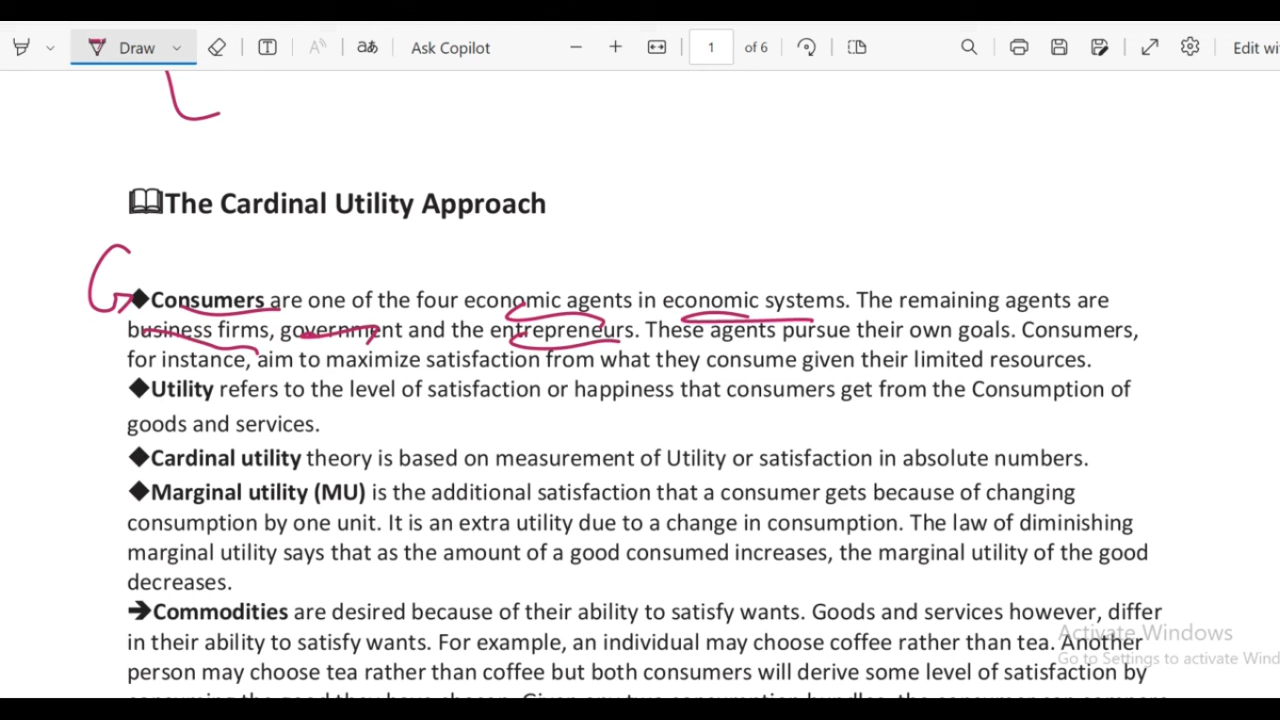 Draw
aあ
Ask Copilot
1 of 6
Edit wi
The Cardinal Utility Approach
◆Consumers are one of the four economic agents in economic systems. The remaining agents are
business firms, government and the entrepreneurs. These agents pursue their own goals. Consumers,
for instance, aim to maximize satisfaction from what they consume given their limited resources.
◆Utility refers to the level of satisfaction or happiness that consumers get from the Consumption of
goods and services.
◆Cardinal utility theory is based on measurement of Utility or satisfaction in absolute numbers.
◆Marginal utility (MU) is the additional satisfaction that a consumer gets because of changing
consumption by one unit. It is an extra utility due to a change in consumption. The law of diminishing
marginal utility says that as the amount of a good consumed increases, the marginal utility of the good
decreases.
➔Commodities are desired because of their ability to satisfy wants. Goods and services however, differ
in their ability to satisfy wants. For example, an individual may choose coffee rather than tea. Another
person may choose tea rather than coffee but both consumers will derive some level of satisfaction by
Activate Windows
Go to Settings to activate Wind